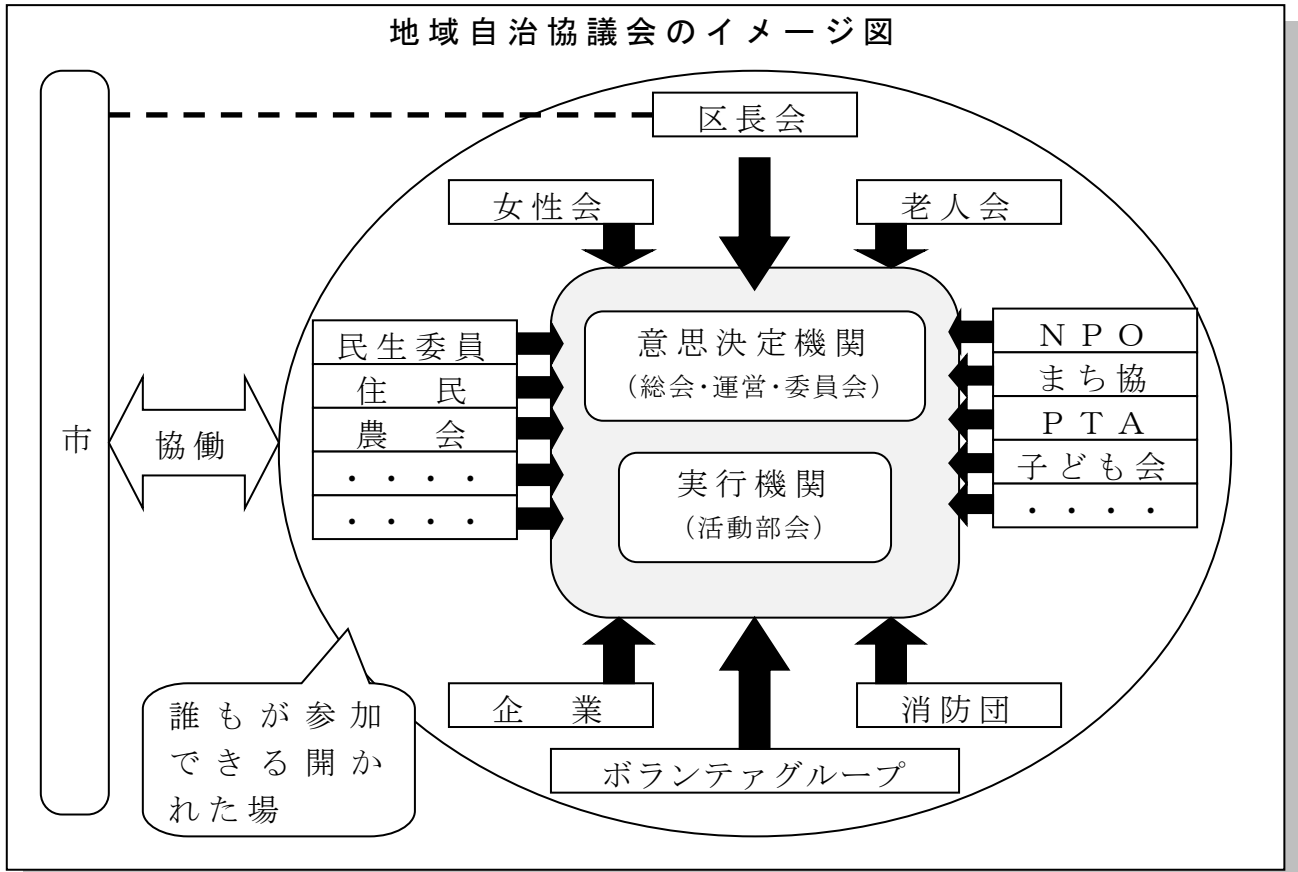 地域自治協議会のイメージ図
区長会
女性会
老人会
民生委員
住　民
農　会
・・・・
・・・・
意思決定機関
（総会・運営・委員会）
実行機関
（活動部会）
ＮＰＯ
まち協
ＰＴＡ
子ども会
・・・・
市
協働
企　業
消防団
ボランテァグループ
誰もが参加
できる開か
れた場